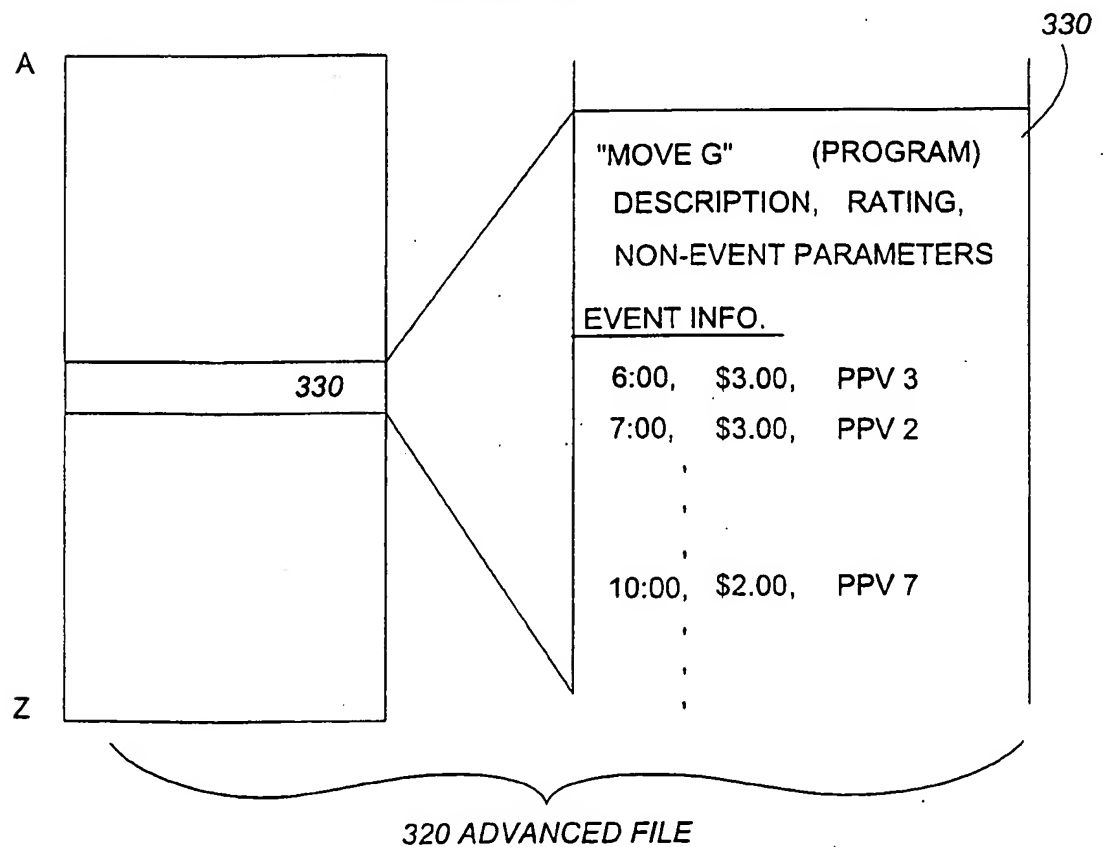 330
A
"MOVE G" (PROGRAM)
DESCRIPTION, RATING,
NON-EVENT PARAMETERS
EVENT INFO.
330
6:00, $3.00, PPV 3
7:00, $3.00, PPV 2
10:00, $2.00, PPV 7
Z
320 ADVANCED FILE